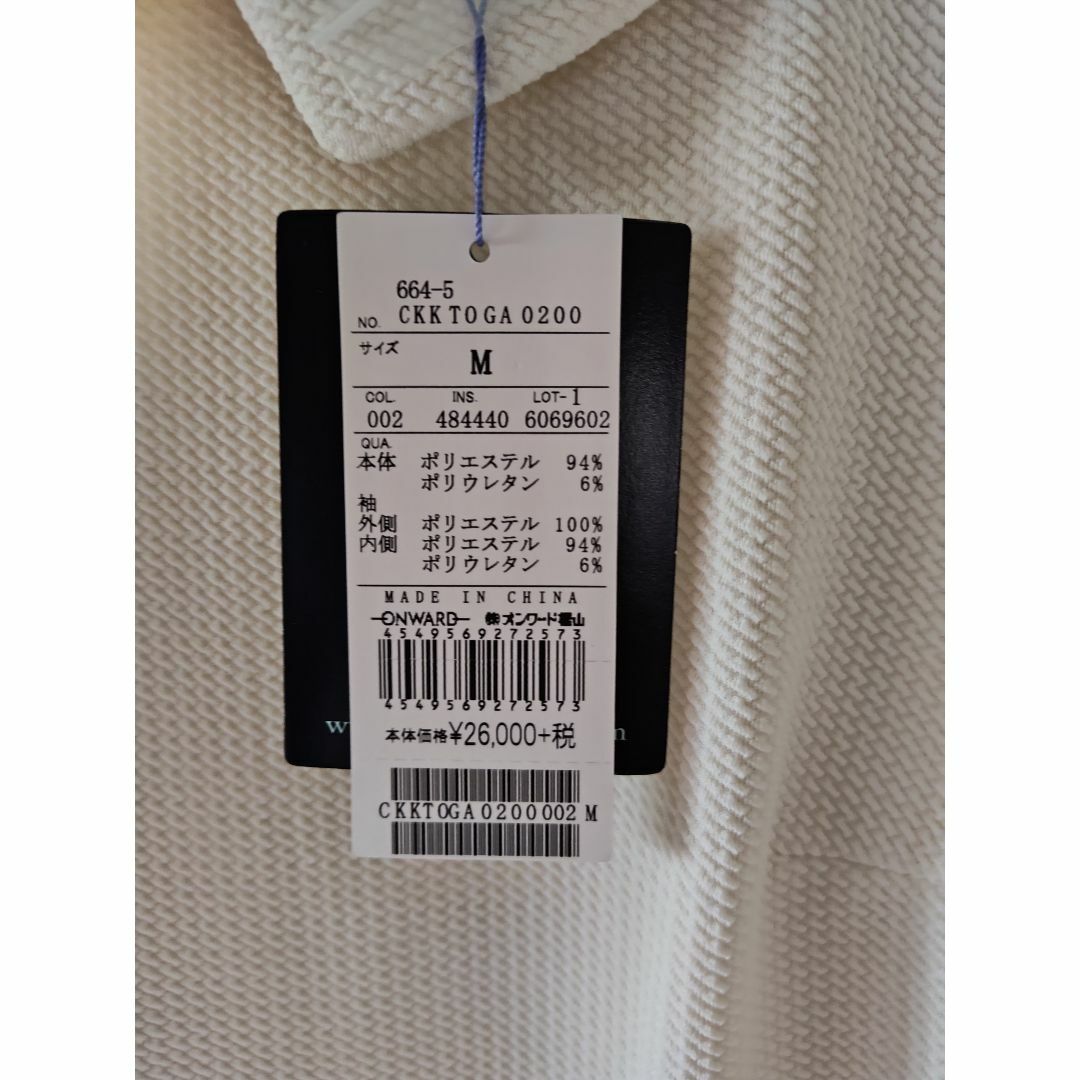 664-5
NO. CKKTOGA0200
サイズ M
COL. INS. LOT-1
002 484440 6069602
QUA.
本体 ポリエステル 94%
ポリウレタン 6%
袖
外側 ポリエステル 100%
内側 ポリエステル 94%
ポリウレタン 6%
MADE IN CHINA
ONWARD ㈱オンワード樫山
4549569272573
4549569272573
本体価格¥26,000+税
CKKTOGA0200002 M